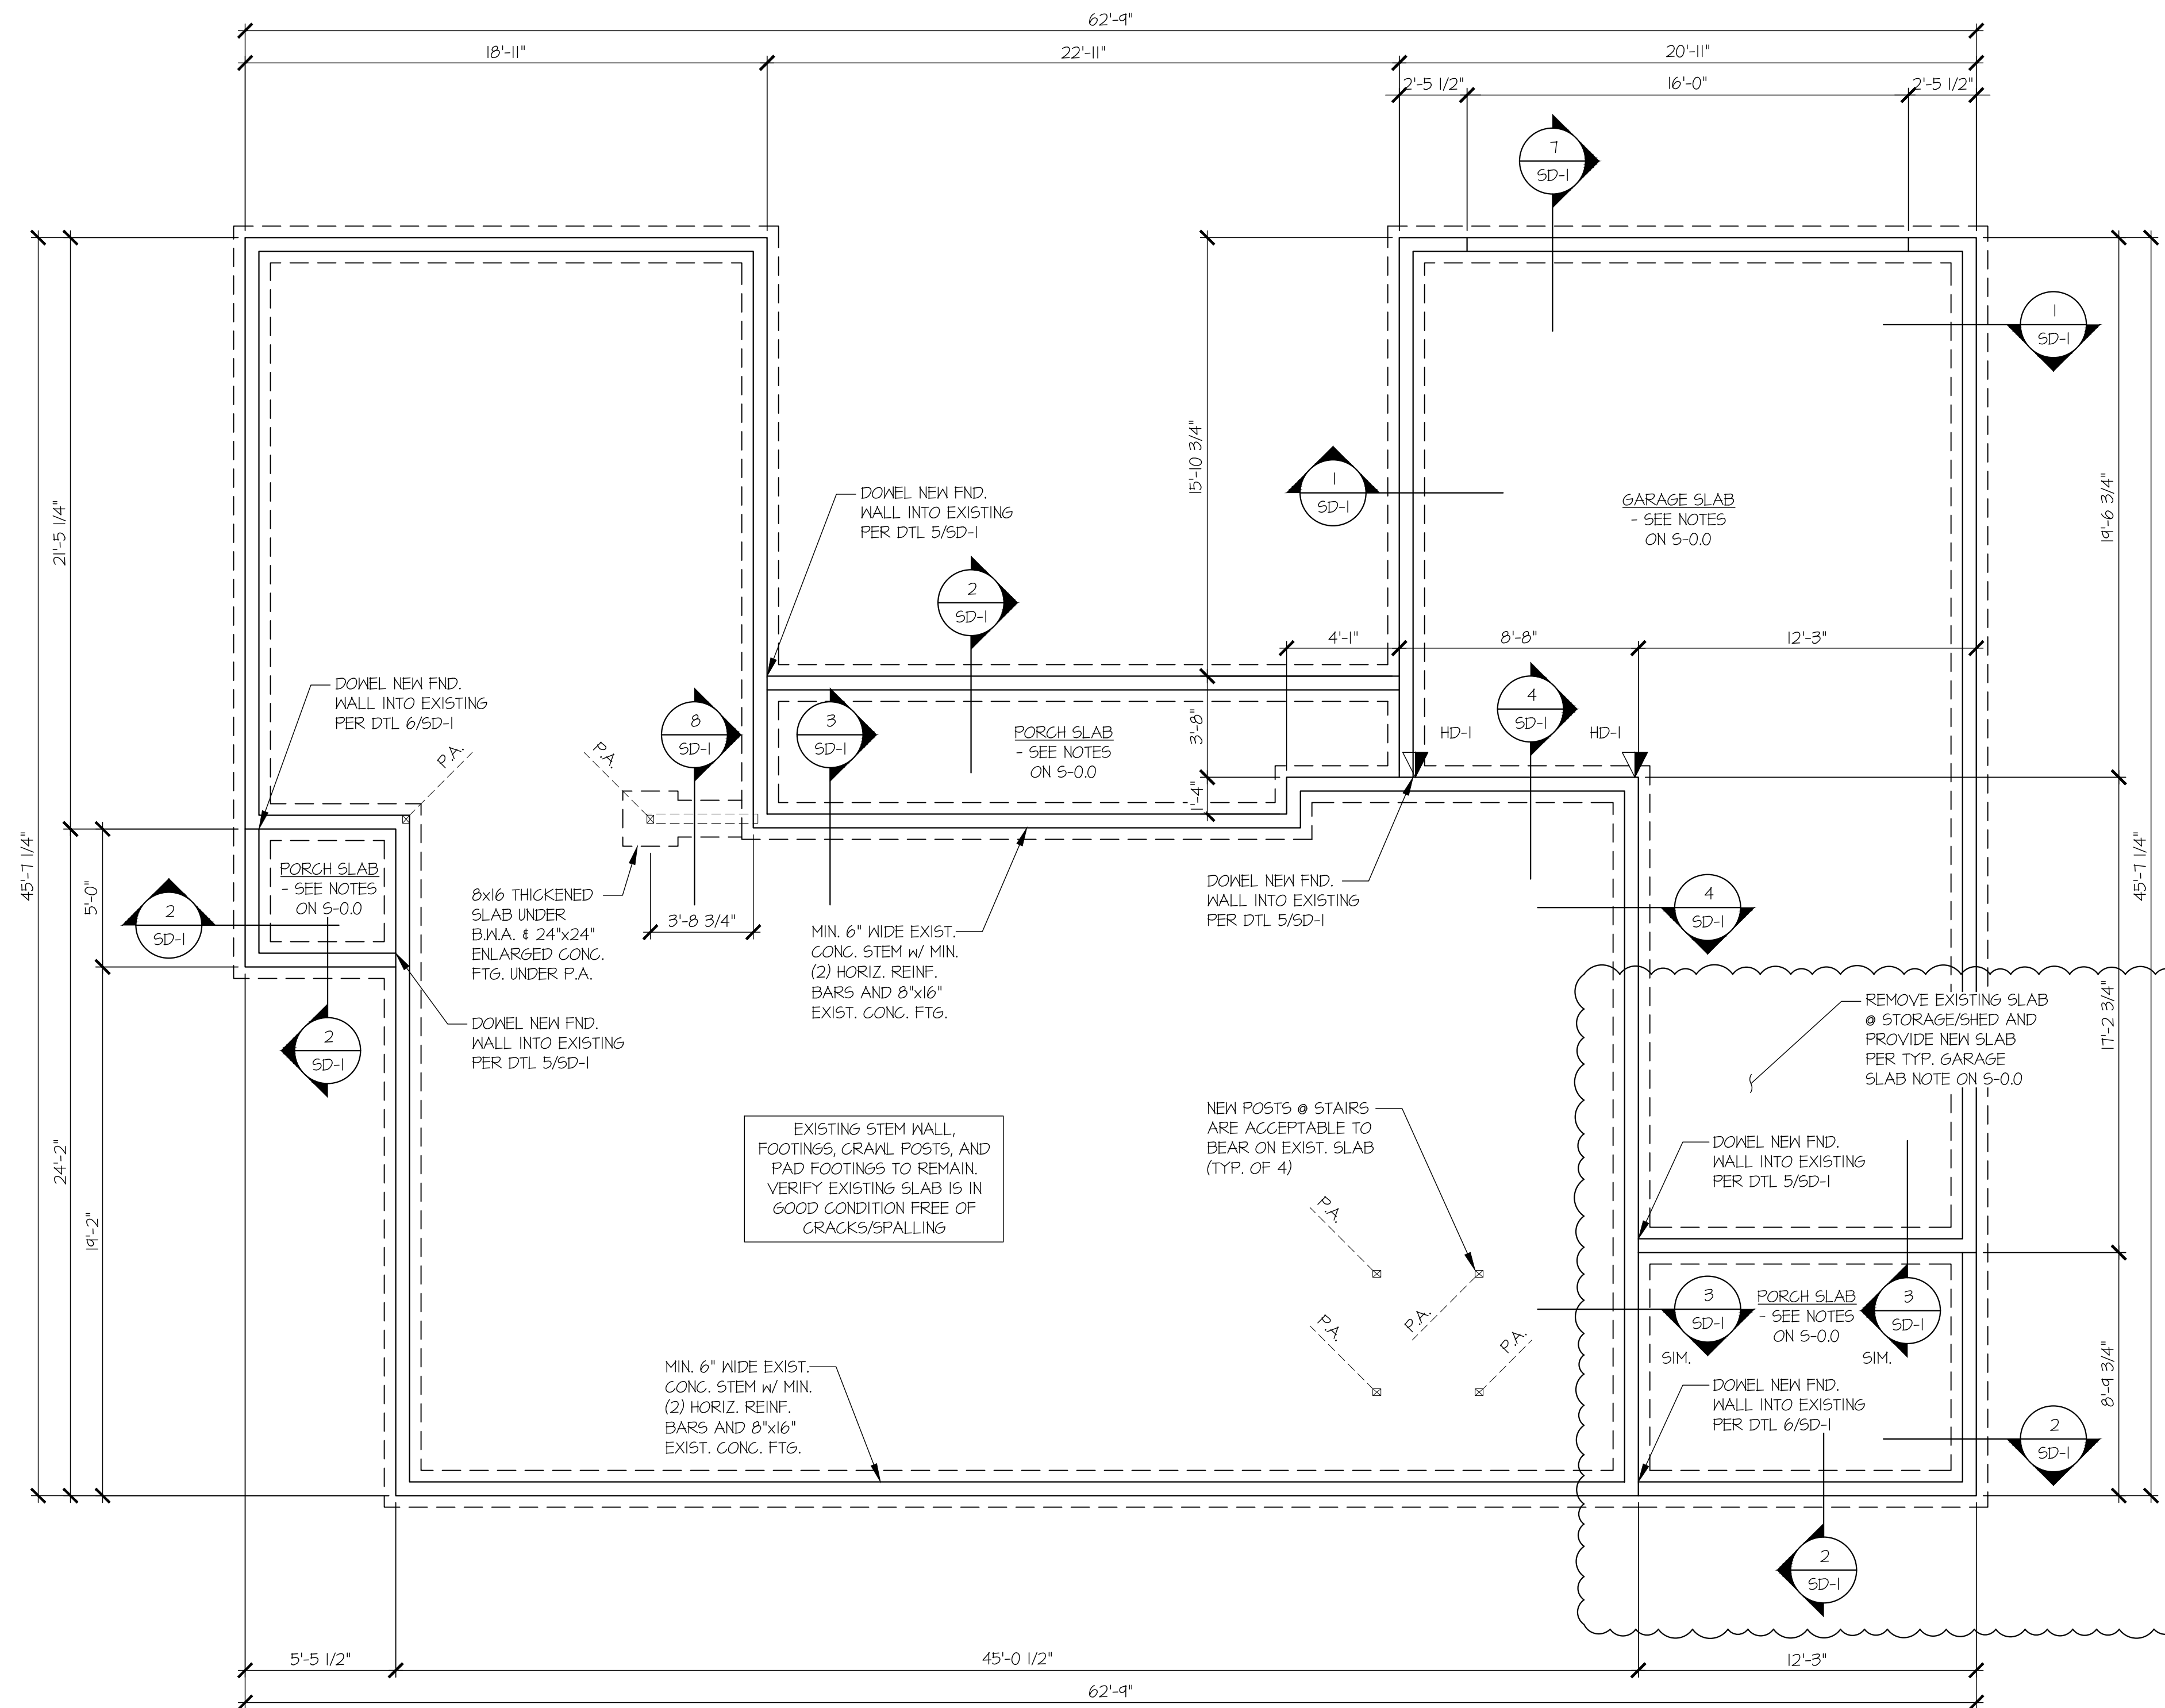 62'-9"
18'-11"
22'-11"
20'-11"
2'-5 1/2"
16'-0"
2'-5 1/2"
7
SD-1
1
SD-1
45'-7 1/4"
21'-5 1/4"
24'-2"
5'-0"
19'-2"
15'-10 3/4"
3'-8"
1'-4"
1
SD-1
GARAGE SLAB
- SEE NOTES
ON S-0.0
19'-6 3/4"
17'-2 3/4"
8'-9 3/4"
45'-7 1/4"
DOWEL NEW FND.
WALL INTO EXISTING
PER DTL 5/SD-1
2
SD-1
4'-1"
8'-8"
12'-3"
DOWEL NEW FND.
WALL INTO EXISTING
PER DTL 6/SD-1
P.A.
P.A.
8
SD-1
3
SD-1
PORCH SLAB
- SEE NOTES
ON S-0.0
HD-1
4
SD-1
HD-1
PORCH SLAB
- SEE NOTES
ON S-0.0
2
SD-1
2
SD-1
8x16 THICKENED
SLAB UNDER
B.W.A. & 24"x24"
ENLARGED CONC.
FTG. UNDER P.A.
3'-8 3/4"
MIN. 6" WIDE EXIST.
CONC. STEM w/ MIN.
(2) HORIZ. REINF.
BARS AND 8"x16"
EXIST. CONC. FTG.
DOWEL NEW FND.
WALL INTO EXISTING
PER DTL 5/SD-1
4
SD-1
DOWEL NEW FND.
WALL INTO EXISTING
PER DTL 5/SD-1
REMOVE EXISTING SLAB
@ STORAGE/SHED AND
PROVIDE NEW SLAB
PER TYP. GARAGE
SLAB NOTE ON S-0.0
EXISTING STEM WALL,
FOOTINGS, CRAWL POSTS, AND
PAD FOOTINGS TO REMAIN.
VERIFY EXISTING SLAB IS IN
GOOD CONDITION FREE OF
CRACKS/SPALLING
NEW POSTS @ STAIRS
ARE ACCEPTABLE TO
BEAR ON EXIST. SLAB
(TYP. OF 4)
DOWEL NEW FND.
WALL INTO EXISTING
PER DTL 5/SD-1
P.A.
P.A.
P.A.
P.A.
3
SD-1
SIM.
PORCH SLAB
- SEE NOTES
ON S-0.0
3
SD-1
SIM.
MIN. 6" WIDE EXIST.
CONC. STEM w/ MIN.
(2) HORIZ. REINF.
BARS AND 8"x16"
EXIST. CONC. FTG.
DOWEL NEW FND.
WALL INTO EXISTING
PER DTL 6/SD-1
2
SD-1
2
SD-1
5'-5 1/2"
45'-0 1/2"
12'-3"
62'-9"